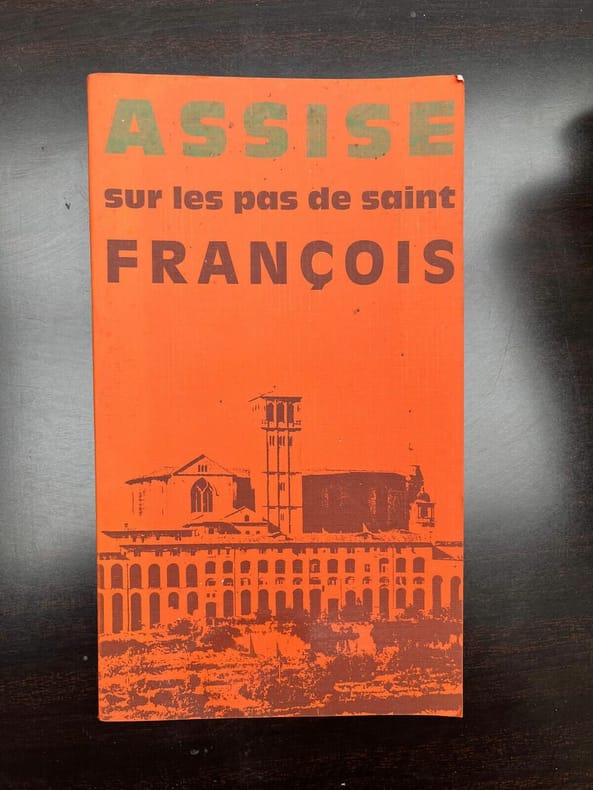 ASSISE
sur les pas de saint
FRANÇOIS